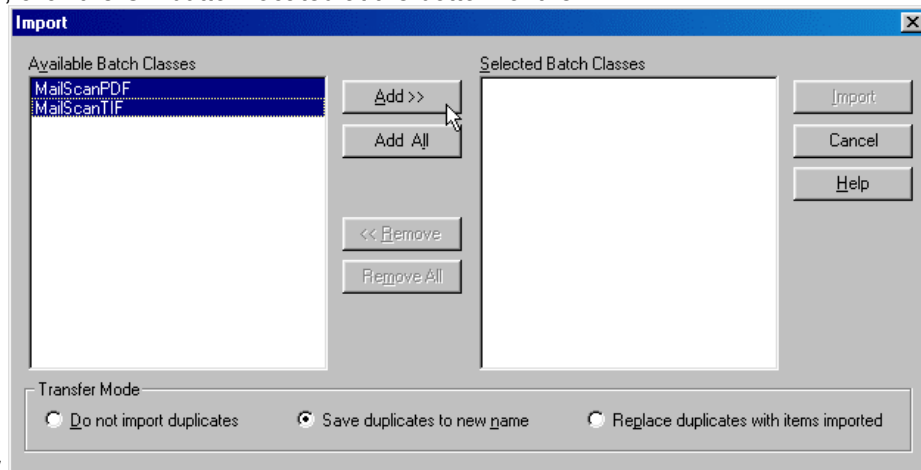 Import
Available Batch Classes
MailScanPDF
MailScanTIF
Add >>
Add All
<< Remove
Remove All
Selected Batch Classes
Import
Cancel
Help
Transfer Mode
Do not import duplicates
Save duplicates to new name
Replace duplicates with items imported